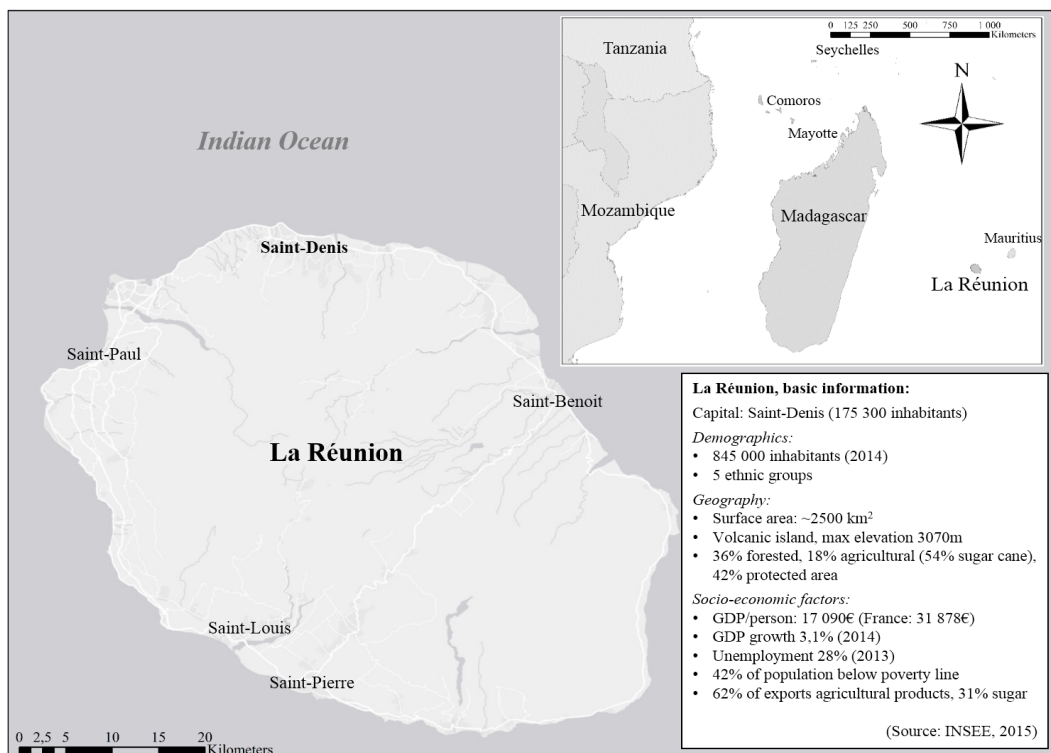 0 125 250 500 750 1 000
Kilometers
Tanzania
Seychelles
N
Comoros
Mayotte
Mozambique
Madagascar
Mauritius
La Réunion
Indian Ocean
Saint-Denis
Saint-Paul
Saint-Benoit
La Réunion
Saint-Louis
Saint-Pierre
0 2,5 5 10 15 20
Kilometers
La Réunion, basic information:
Capital: Saint-Denis (175 300 inhabitants)
Demographics:
• 845 000 inhabitants (2014)
• 5 ethnic groups
Geography:
• Surface area: ~2500 km²
• Volcanic island, max elevation 3070m
• 36% forested, 18% agricultural (54% sugar cane),
42% protected area
Socio-economic factors:
• GDP/person: 17 090€ (France: 31 878€)
• GDP growth 3,1% (2014)
• Unemployment 28% (2013)
• 42% of population below poverty line
• 62% of exports agricultural products, 31% sugar
(Source: INSEE, 2015)